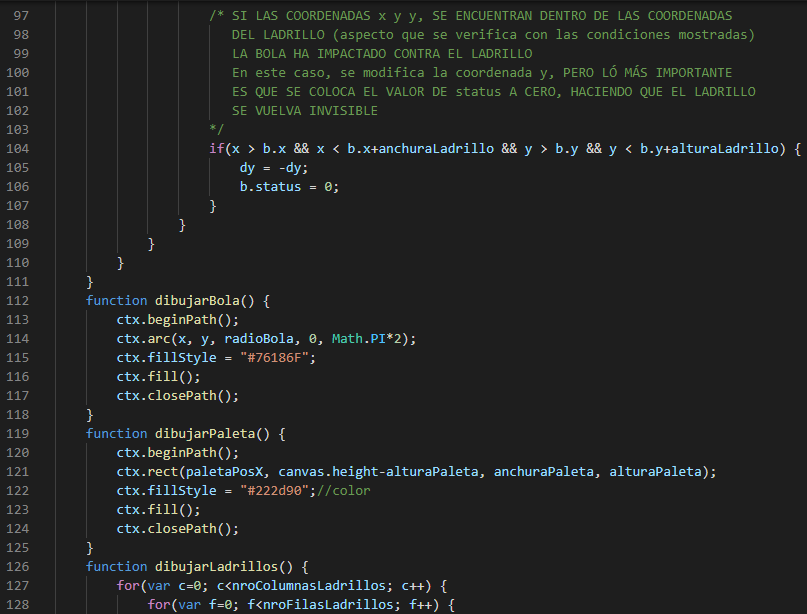 97 /* SI LAS COORDENADAS x y y, SE ENCUENTRAN DENTRO DE LAS COORDENADAS
98 DEL LADRILLO (aspecto que se verifica con las condiciones mostradas)
99 LA BOLA HA IMPACTADO CONTRA EL LADRILLO
100 En este caso, se modifica la coordenada y, PERO LÓ MÁS IMPORTANTE
101 ES QUE SE COLOCA EL VALOR DE status A CERO, HACIENDO QUE EL LADRILLO
102 SE VUELVA INVISIBLE
103 */
104 if(x > b.x && x < b.x+anchuraLadrillo && y > b.y && y < b.y+alturaLadrillo) {
105 dy = -dy;
106 b.status = 0;
107 }
108 }
109 }
110 }
111 }
112 function dibujarBola() {
113 ctx.beginPath();
114 ctx.arc(x, y, radioBola, 0, Math.PI*2);
115 ctx.fillStyle = "#76186F";
116 ctx.fill();
117 ctx.closePath();
118 }
119 function dibujarPaleta() {
120 ctx.beginPath();
121 ctx.rect(paletaPosX, canvas.height-alturaPaleta, anchuraPaleta, alturaPaleta);
122 ctx.fillStyle = "#222d90";//color
123 ctx.fill();
124 ctx.closePath();
125 }
126 function dibujarLadrillos() {
127 for(var c=0; c<nroColumnasLadrillos; c++) {
128 for(var f=0; f<nroFilasLadrillos; f++) {